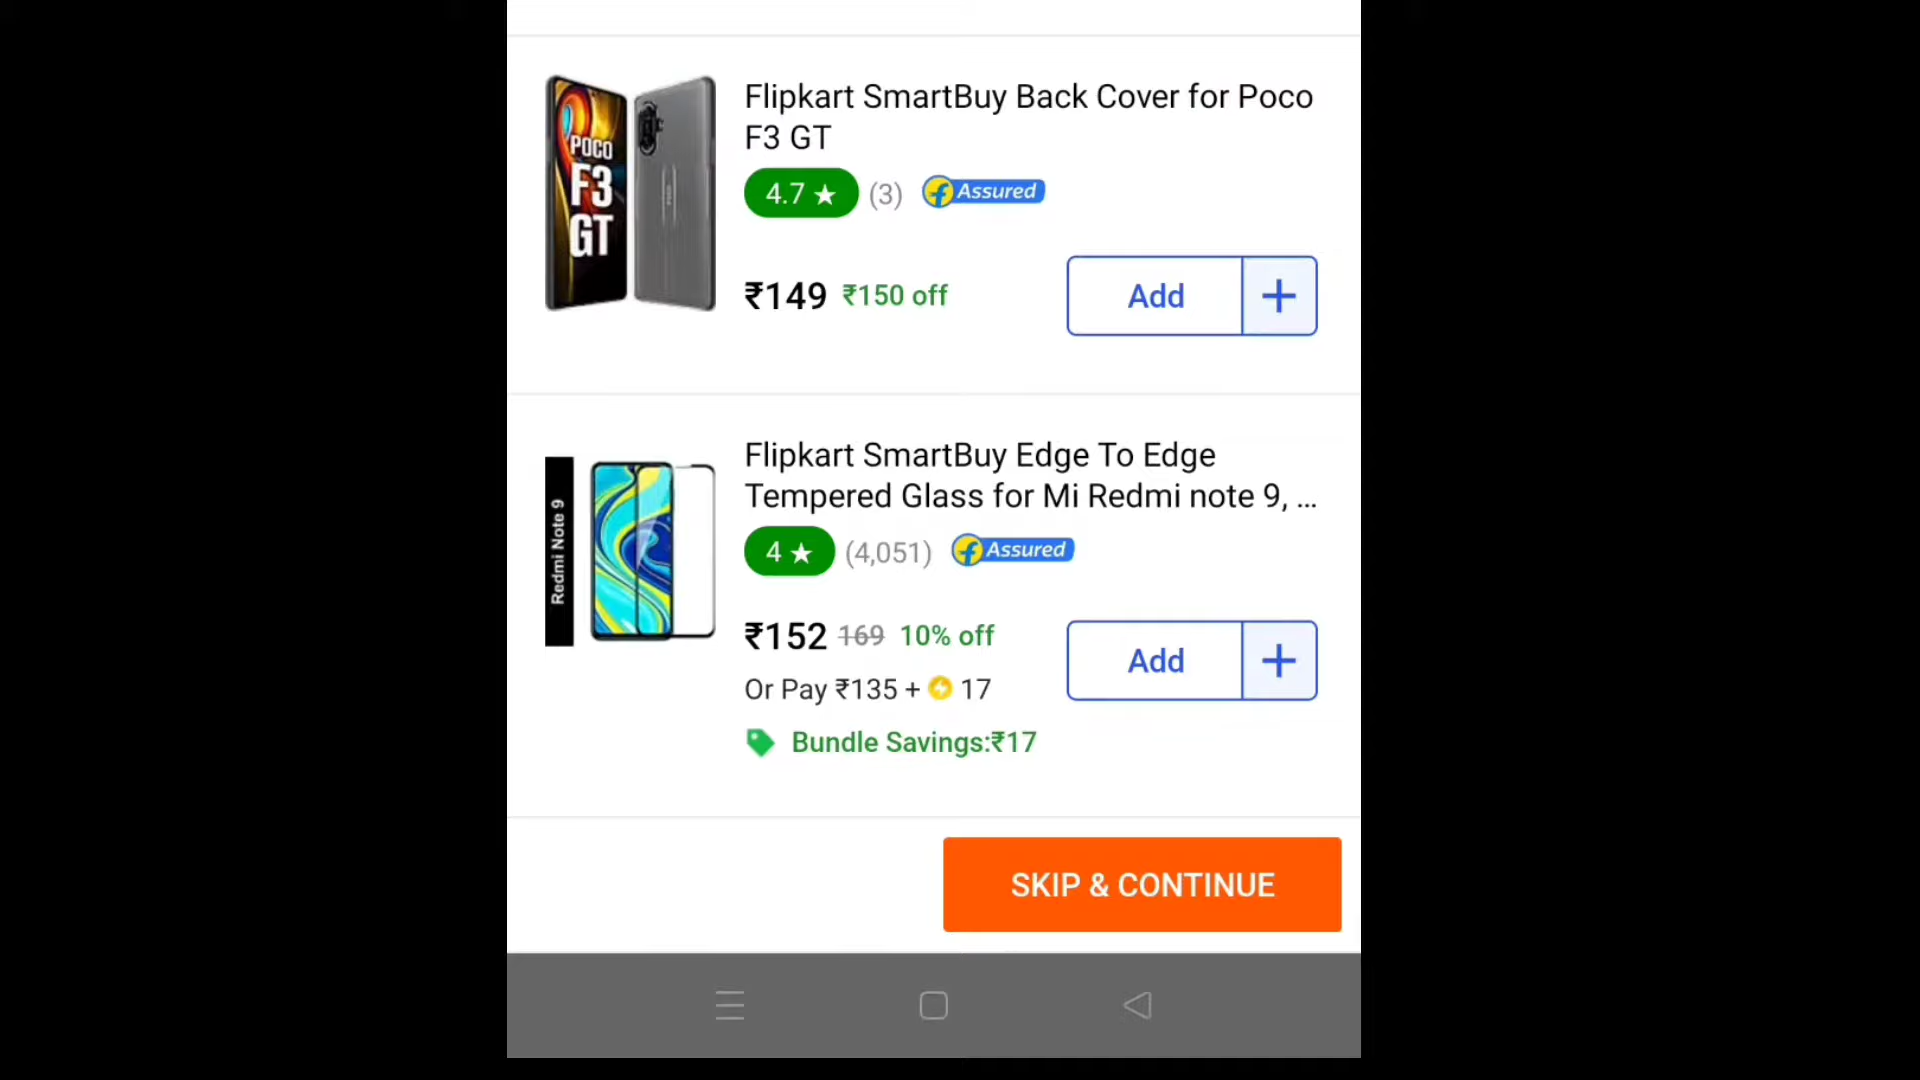 Flipkart SmartBuy Back Cover for Poco
F3 GT
POCO
F3
GT
4.7 ★ (3) Assured
₹149 ₹150 off
Add +
Flipkart SmartBuy Edge To Edge
Tempered Glass for Mi Redmi note 9, ...
Redmi Note 9
4 ★ (4,051) Assured
₹152 169 10% off
Add +
Or Pay ₹135 + 17
Bundle Savings:₹17
SKIP & CONTINUE